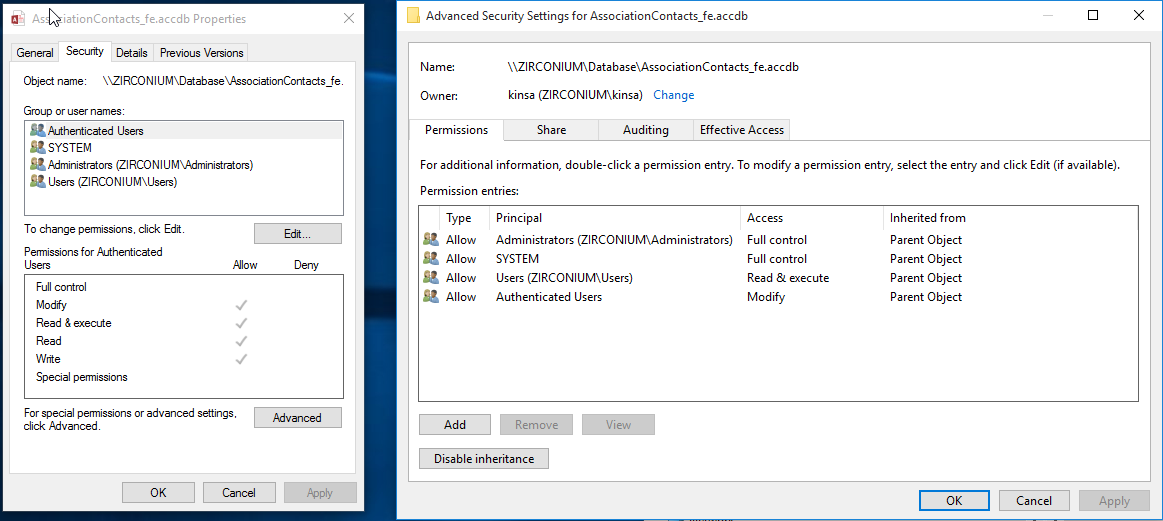 AssociationContacts_fe.accdb Properties
General Security Details Previous Versions
Object name: \\ZIRCONIUM\Database\AssociationContacts_fe.
Group or user names:
Authenticated Users
SYSTEM
Administrators (ZIRCONIUM\Administrators)
Users (ZIRCONIUM\Users)
To change permissions, click Edit.
Edit...
Permissions for Authenticated
Users Allow Deny
Full control
Modify
Read & execute
Read
Write
Special permissions
For special permissions or advanced settings,
click Advanced.
Advanced
OK Cancel Apply
Advanced Security Settings for AssociationContacts_fe.accdb
Name: \\ZIRCONIUM\Database\AssociationContacts_fe.accdb
Owner: kinsa (ZIRCONIUM\kinsa) Change
Permissions Share Auditing Effective Access
For additional information, double-click a permission entry. To modify a permission entry, select the entry and click Edit (if available).
Permission entries:
Type Principal Access Inherited from
Allow Administrators (ZIRCONIUM\Administrators) Full control Parent Object
Allow SYSTEM Full control Parent Object
Allow Users (ZIRCONIUM\Users) Read & execute Parent Object
Allow Authenticated Users Modify Parent Object
Add Remove View
Disable inheritance
OK Cancel Apply